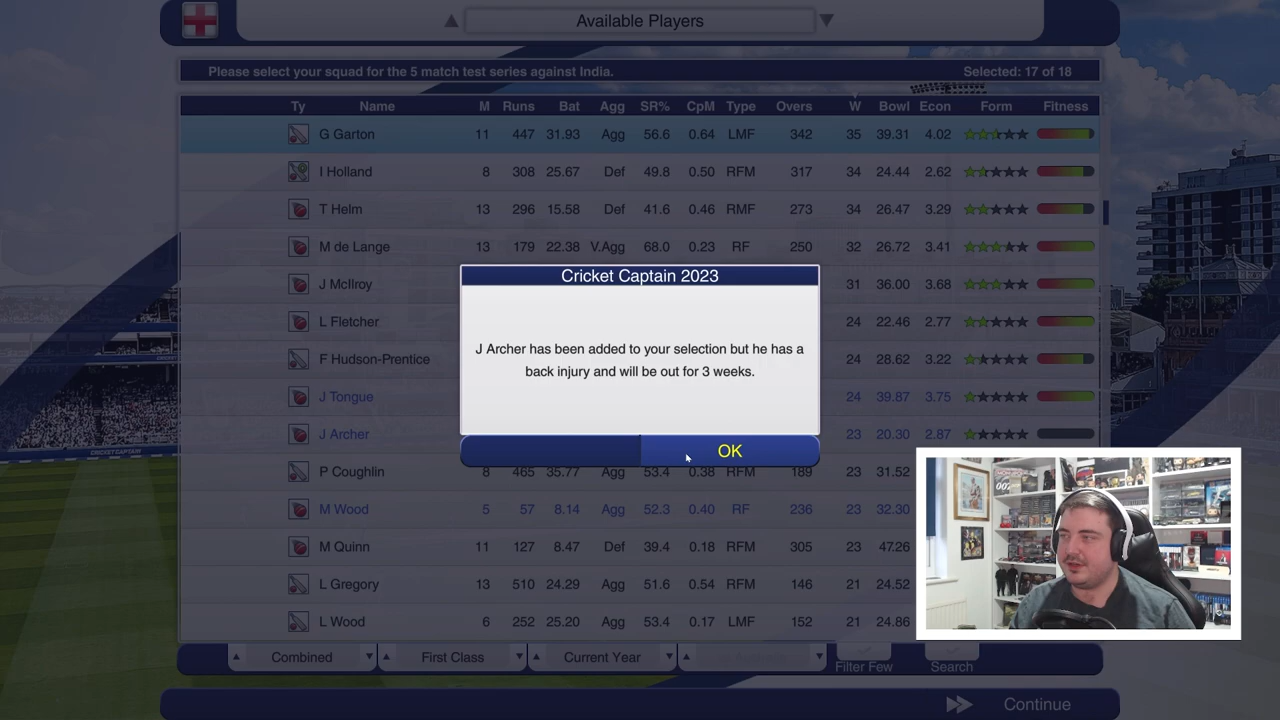 Available Players
Please select your squad for the 5 match test series against India. Selected: 17 of 18
Ty Name M Runs Bat Agg SR% CpM Type Overs W Bowl Econ Form Fitness
G Garton 11 447 31.93 Agg 56.6 0.64 LMF 342 35 39.31 4.02
I Holland 8 308 25.67 Def 49.8 0.50 RFM 317 34 24.44 2.62
T Helm 13 296 15.58 Def 41.6 0.46 RMF 273 34 26.47 3.29
M de Lange 13 179 22.38 V.Agg 68.0 0.23 RF 250 32 26.72 3.41
J McIlroy 31 36.00 3.68
L Fletcher 24 22.46 2.77
F Hudson-Prentice 24 28.62 3.22
J Tongue 24 39.87 3.75
J Archer 23 20.30 2.87
P Coughlin 8 465 35.77 Agg 53.4 0.38 RFM 189 23 31.52
M Wood 5 57 8.14 Agg 52.3 0.40 RF 236 23 32.30
M Quinn 11 127 8.47 Def 39.4 0.18 RFM 305 23 47.26
L Gregory 13 510 24.29 Agg 51.6 0.54 RFM 146 21 24.52
L Wood 6 252 25.20 Agg 53.4 0.17 LMF 152 21 24.86
Cricket Captain 2023
J Archer has been added to your selection but he has a
back injury and will be out for 3 weeks.
OK
CRICKET CAPTAIN
Combined First Class Current Year Filter Few Search
Continue
007